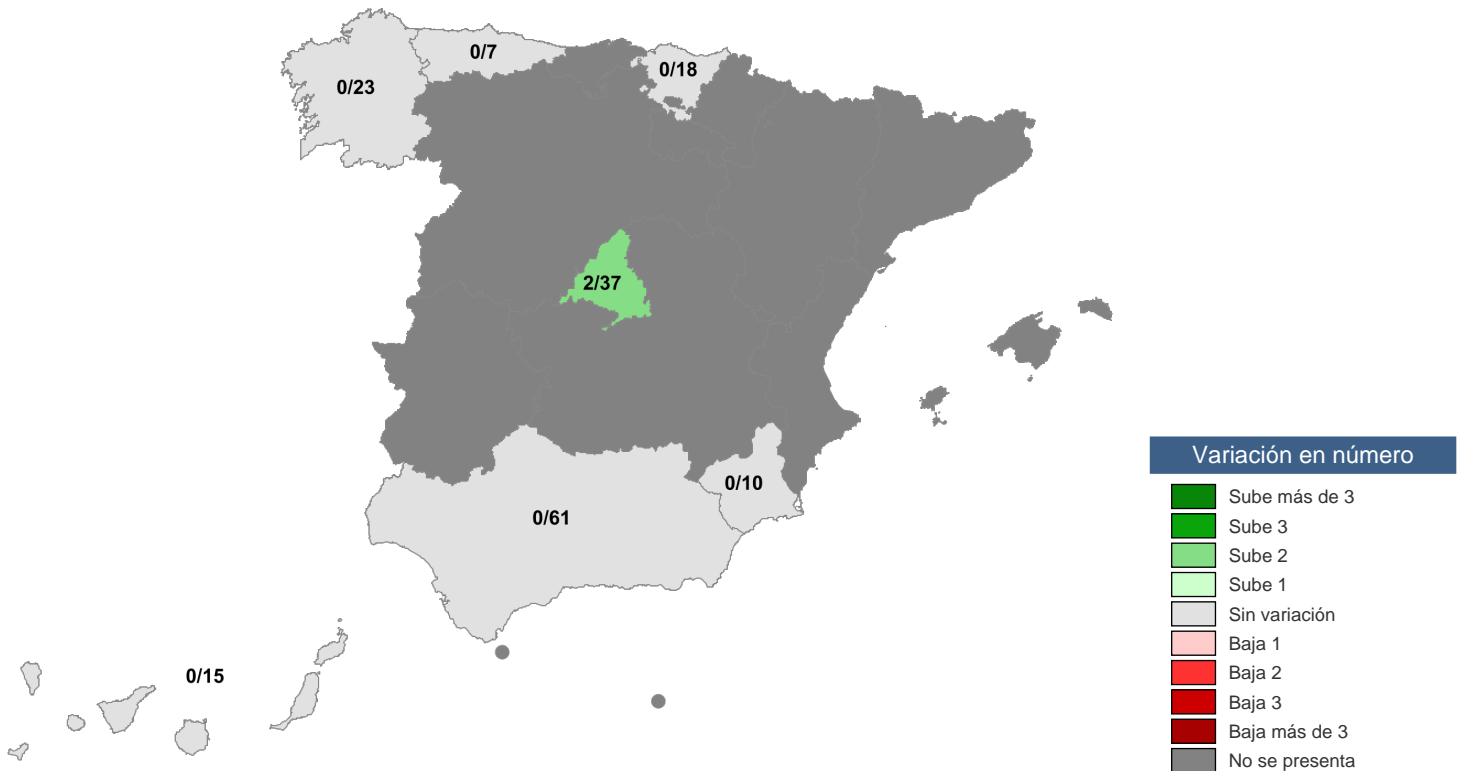 0/7
0/18
0/23
2/37
0/10
0/61
0/15
Variación en número
Sube más de 3
Sube 3
Sube 2
Sube 1
Sin variación
Baja 1
Baja 2
Baja 3
Baja más de 3
No se presenta